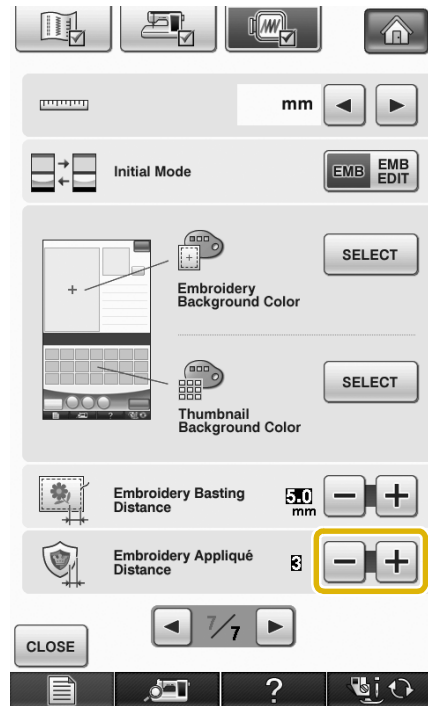 mm
Initial Mode
EMB
EMB
EDIT
SELECT
Embroidery
Background Color
SELECT
Thumbnail
Background Color
Embroidery Basting
Distance
5.0
mm
Embroidery Appliqué
Distance
3
7/7
CLOSE
?